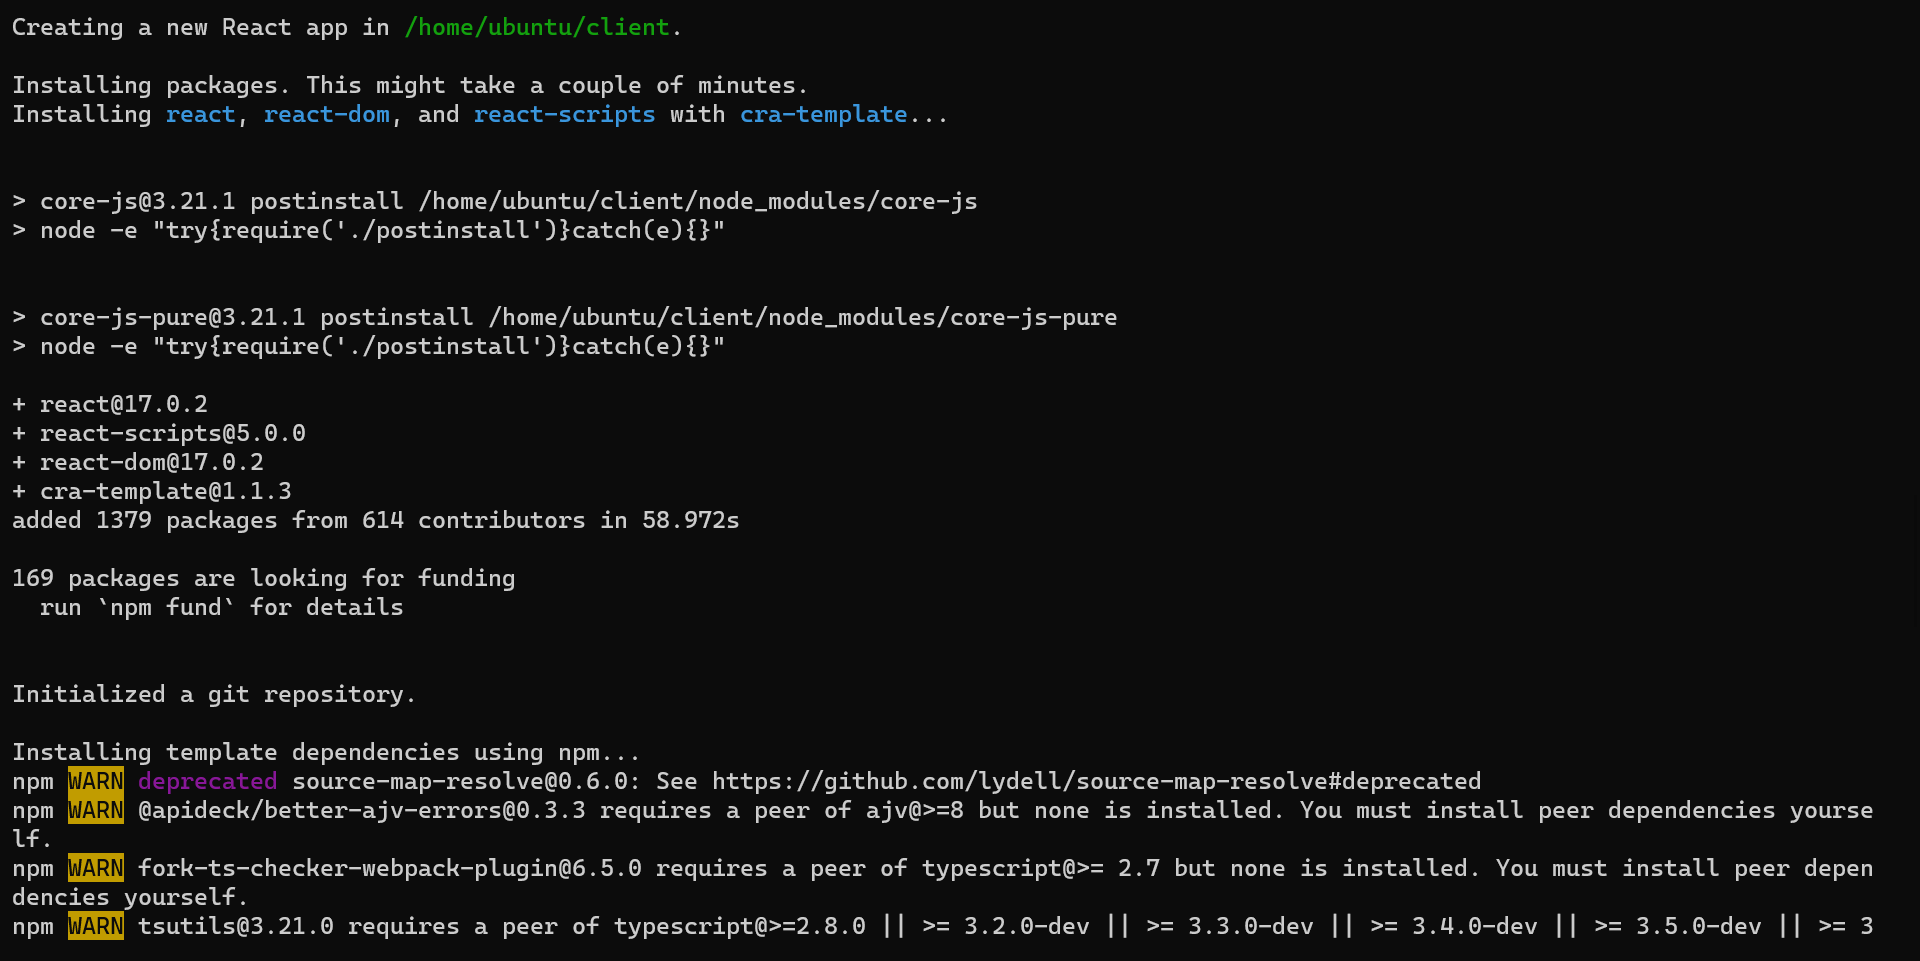 Creating a new React app in /home/ubuntu/client.
Installing packages. This might take a couple of minutes.
Installing react, react-dom, and react-scripts with cra-template...
> core-js@3.21.1 postinstall /home/ubuntu/client/node_modules/core-js
> node -e "try{require('./postinstall')}catch(e){}"
> core-js-pure@3.21.1 postinstall /home/ubuntu/client/node_modules/core-js-pure
> node -e "try{require('./postinstall')}catch(e){}"
+ react@17.0.2
+ react-scripts@5.0.0
+ react-dom@17.0.2
+ cra-template@1.1.3
added 1379 packages from 614 contributors in 58.972s
169 packages are looking for funding
  run `npm fund` for details
Initialized a git repository.
Installing template dependencies using npm...
npm WARN deprecated source-map-resolve@0.6.0: See https://github.com/lydell/source-map-resolve#deprecated
npm WARN @apideck/better-ajv-errors@0.3.3 requires a peer of ajv@>=8 but none is installed. You must install peer dependencies yourse
lf.
npm WARN fork-ts-checker-webpack-plugin@6.5.0 requires a peer of typescript@>= 2.7 but none is installed. You must install peer depen
dencies yourself.
npm WARN tsutils@3.21.0 requires a peer of typescript@>=2.8.0 || >= 3.2.0-dev || >= 3.3.0-dev || >= 3.4.0-dev || >= 3.5.0-dev || >= 3